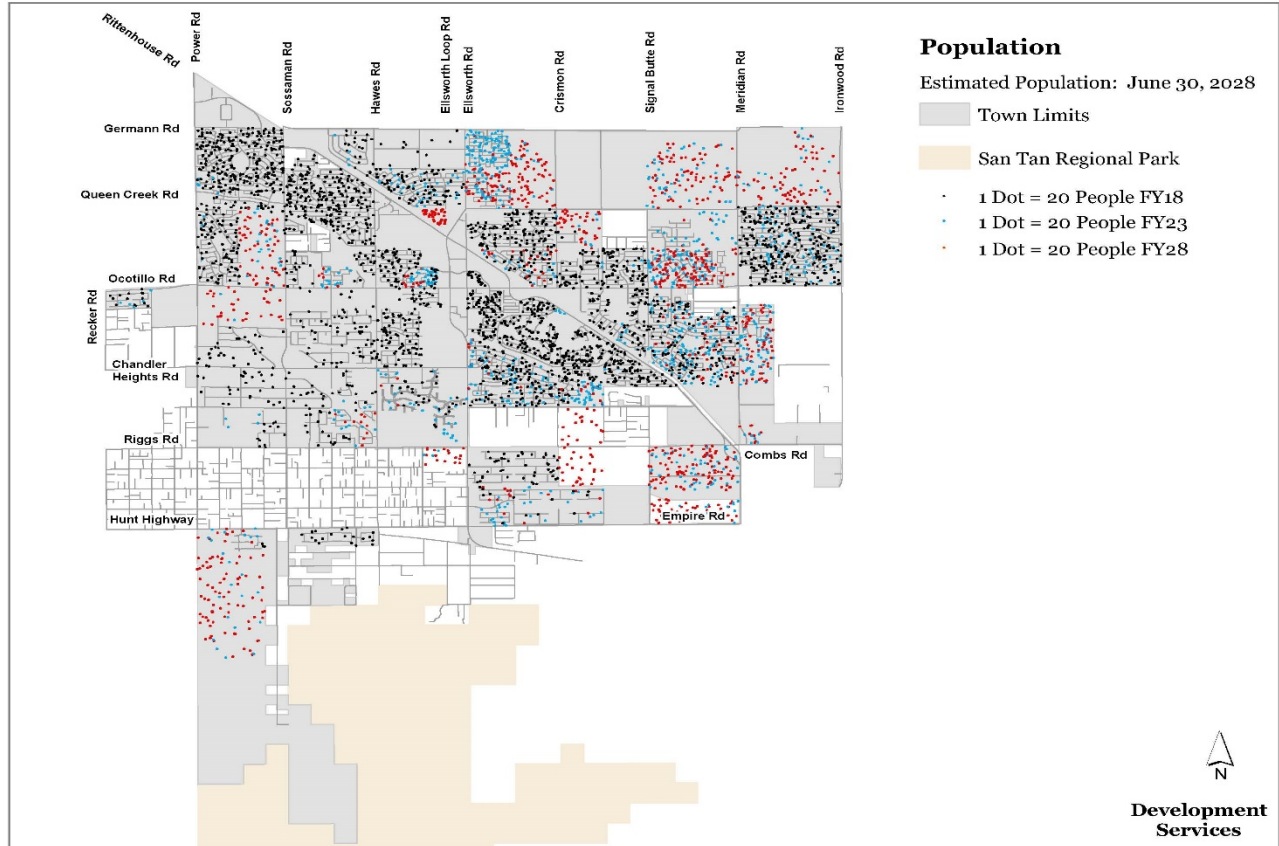 Rittenhouse Rd
Power Rd
Sossaman Rd
Hawes Rd
Ellsworth Loop Rd
Ellsworth Rd
Crismon Rd
Signal Butte Rd
Meridian Rd
Ironwood Rd
Germann Rd
Queen Creek Rd
Ocotillo Rd
Recker Rd
Chandler
Heights Rd
Riggs Rd
Combs Rd
Hunt Highway
Empire Rd
Population
Estimated Population: June 30, 2028
Town Limits
San Tan Regional Park
1 Dot = 20 People FY18
1 Dot = 20 People FY23
1 Dot = 20 People FY28
N
Development
Services